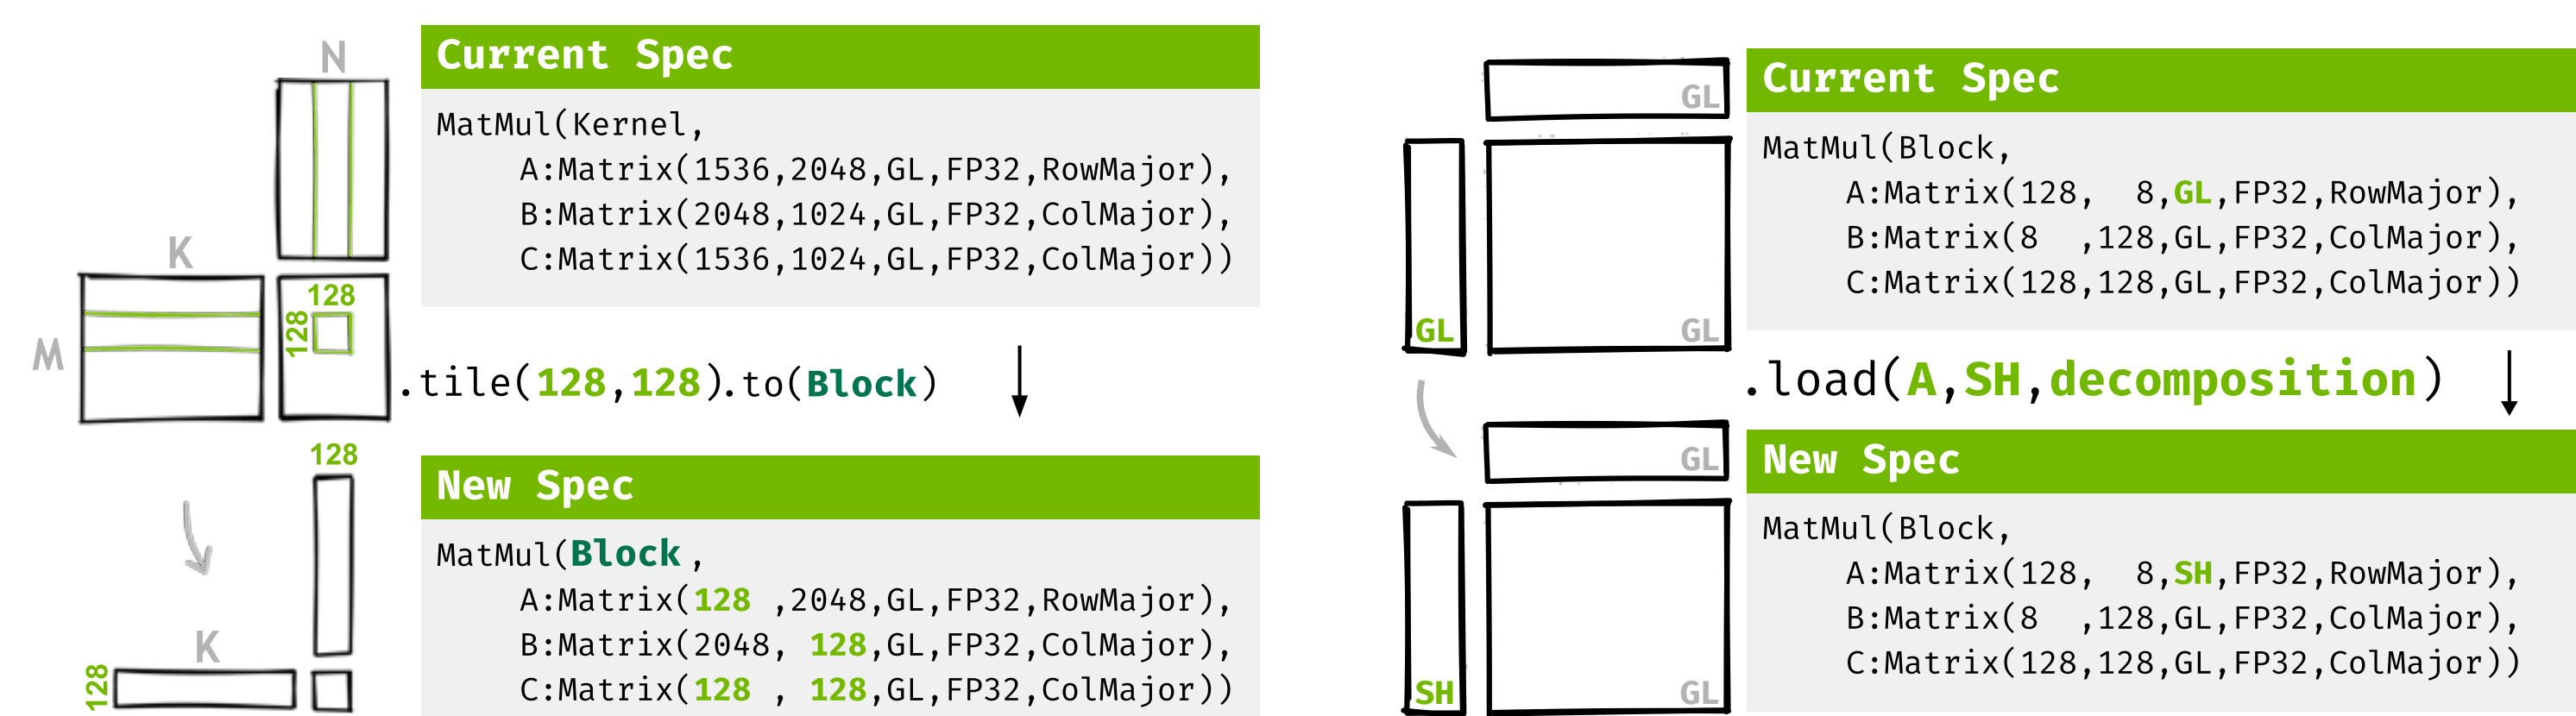 N
K
M
128
128
Current Spec
MatMul(Kernel,
A:Matrix(1536,2048,GL,FP32,RowMajor),
B:Matrix(2048,1024,GL,FP32,ColMajor),
C:Matrix(1536,1024,GL,FP32,ColMajor))
.tile(128,128).to(Block)
128
K
128
New Spec
MatMul(Block ,
A:Matrix(128 ,2048,GL,FP32,RowMajor),
B:Matrix(2048, 128,GL,FP32,ColMajor),
C:Matrix(128 , 128,GL,FP32,ColMajor))
GL
GL
GL
Current Spec
MatMul(Block,
A:Matrix(128,  8,GL,FP32,RowMajor),
B:Matrix(8  ,128,GL,FP32,ColMajor),
C:Matrix(128,128,GL,FP32,ColMajor))
.load(A,SH,decomposition)
GL
SH
GL
New Spec
MatMul(Block,
A:Matrix(128,  8,SH,FP32,RowMajor),
B:Matrix(8  ,128,GL,FP32,ColMajor),
C:Matrix(128,128,GL,FP32,ColMajor))